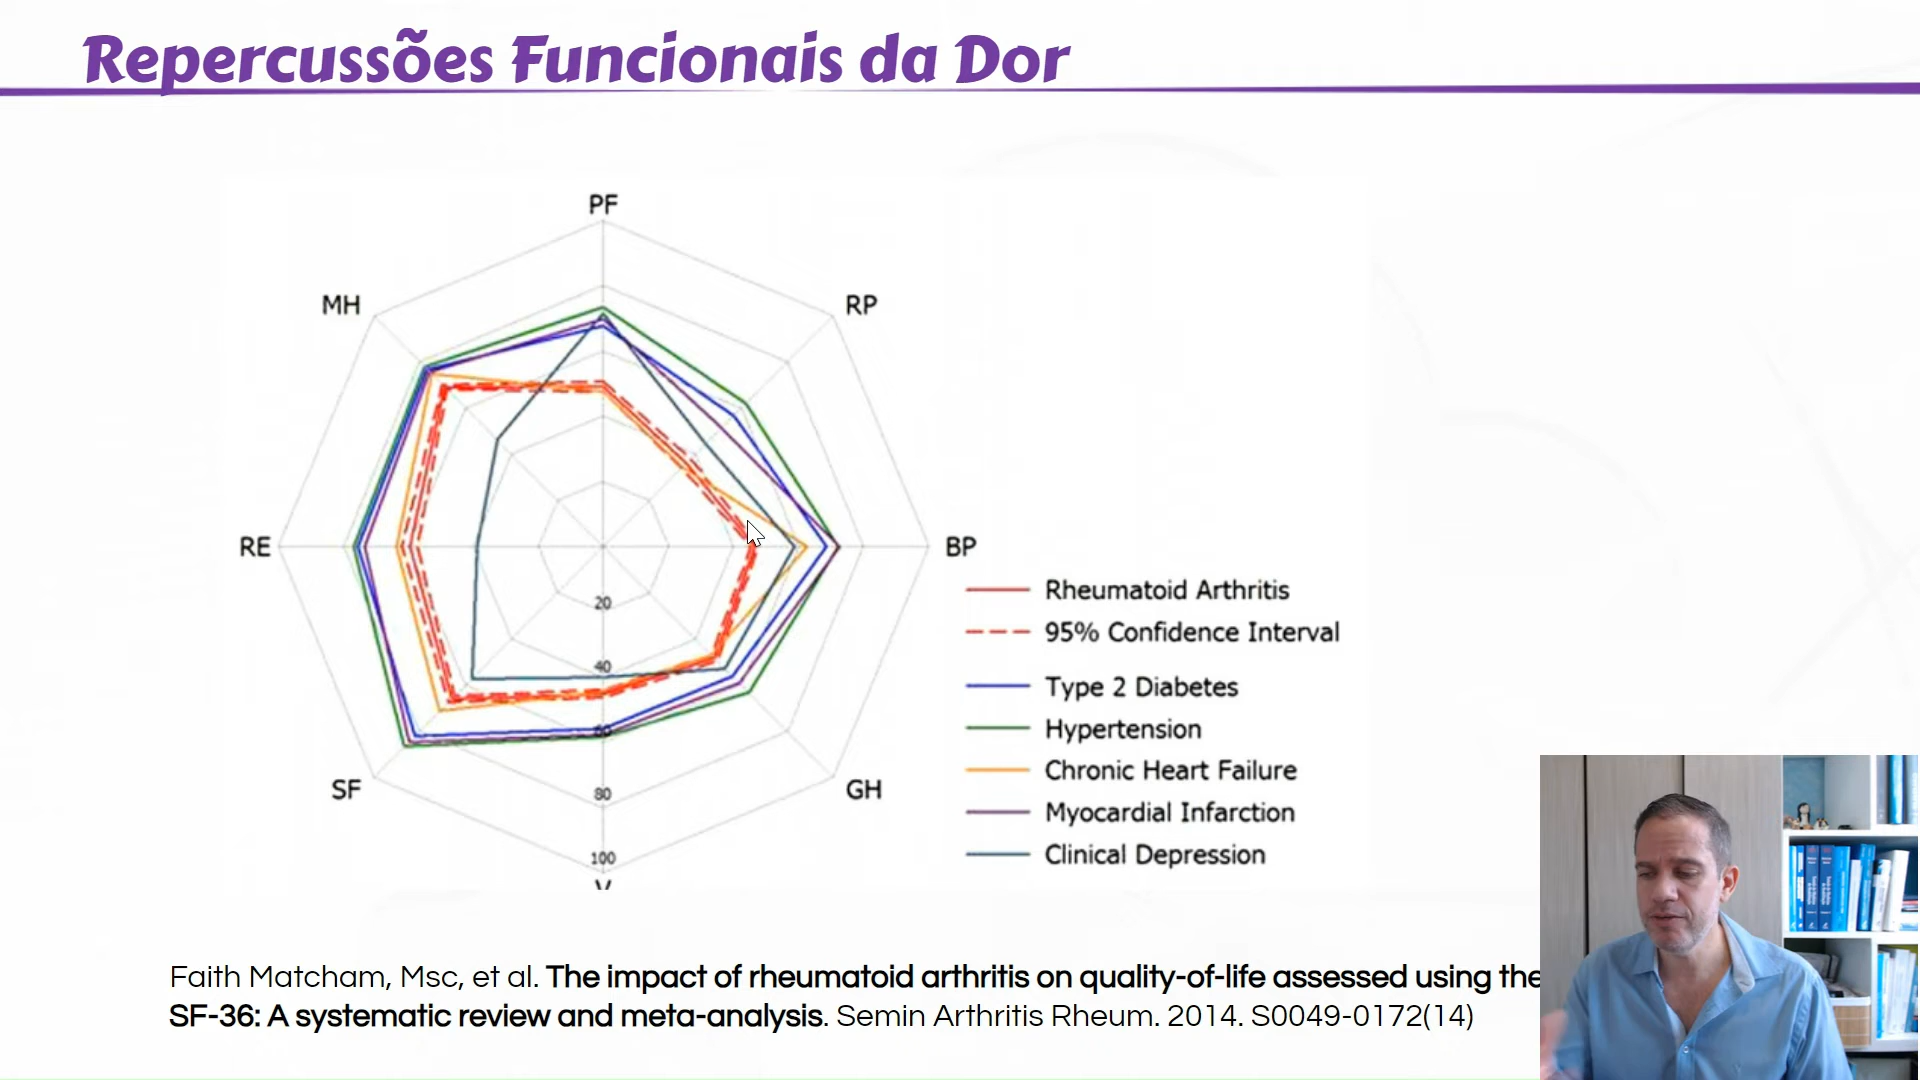 Repercussões Funcionais da Dor
PF
MH
RP
RE
BP
20
40
60
80
100
SF
GH
V
Rheumatoid Arthritis
95% Confidence Interval
Type 2 Diabetes
Hypertension
Chronic Heart Failure
Myocardial Infarction
Clinical Depression
Faith Matcham, Msc, et al. The impact of rheumatoid arthritis on quality-of-life assessed using the
SF-36: A systematic review and meta-analysis. Semin Arthritis Rheum. 2014. S0049-0172(14)